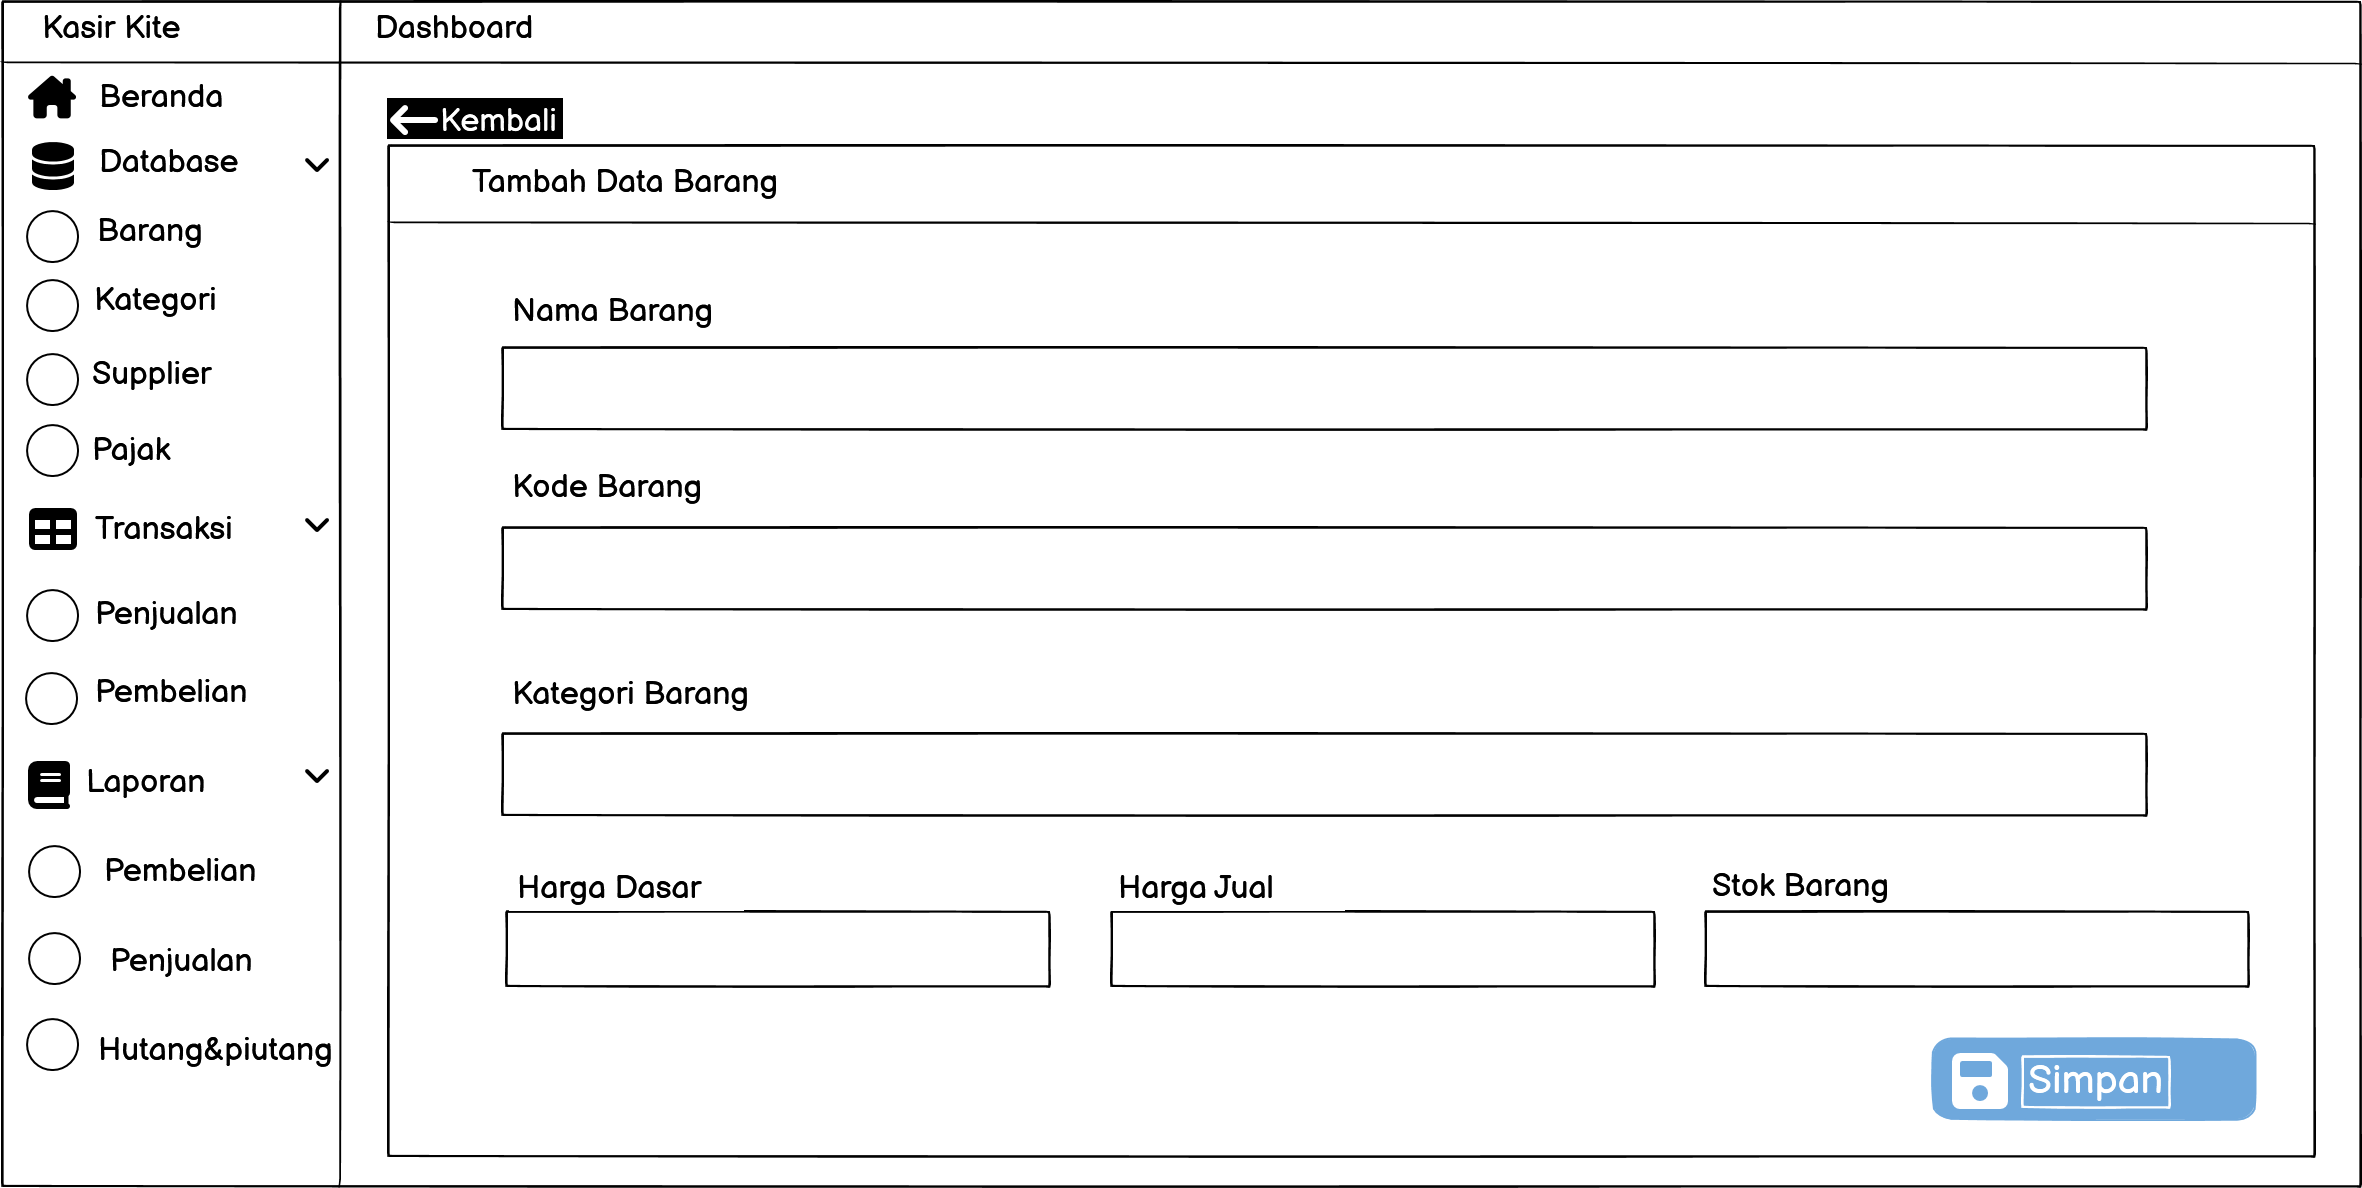 Kasir Kite
Dashboard
Beranda
Database
Barang
Kategori
Supplier
Pajak
Transaksi
Penjualan
Pembelian
Laporan
Pembelian
Penjualan
Hutang&piutang
Kembali
Tambah Data Barang
Nama Barang
Kode Barang
Kategori Barang
Harga Dasar
Harga Jual
Stok Barang
Simpan